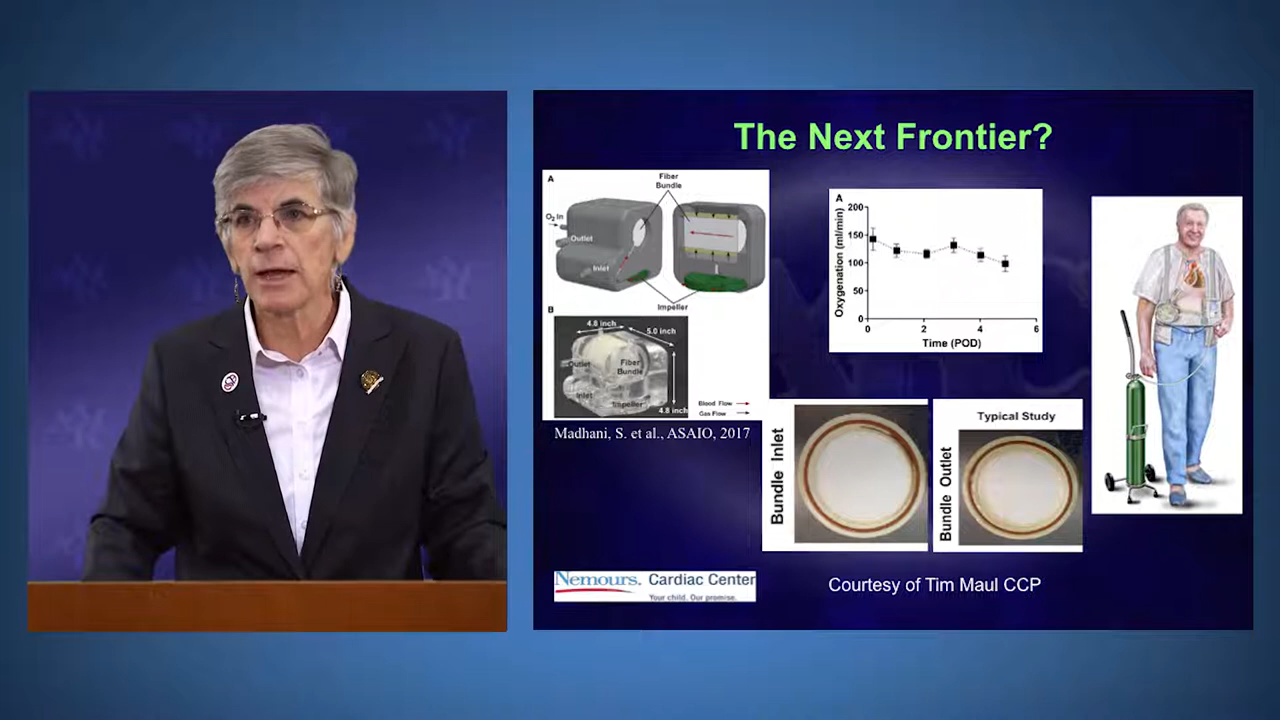 The Next Frontier?
A
Fiber
Bundle
O₂ In
Outlet
Inlet
Impeller
B
4.8 inch
5.0 inch
Outlet
Fiber
Bundle
Inlet
Impeller
4.8 inch
Blood Flow
Gas Flow
Madhani, S. et al., ASAIO, 2017
A
Oxygenation (ml/min)
200
150
100
50
0
0 2 4 6
Time (POD)
Bundle Inlet
Typical Study
Bundle Outlet
Nemours. Cardiac Center
Your child. Our promise.
Courtesy of Tim Maul CCP